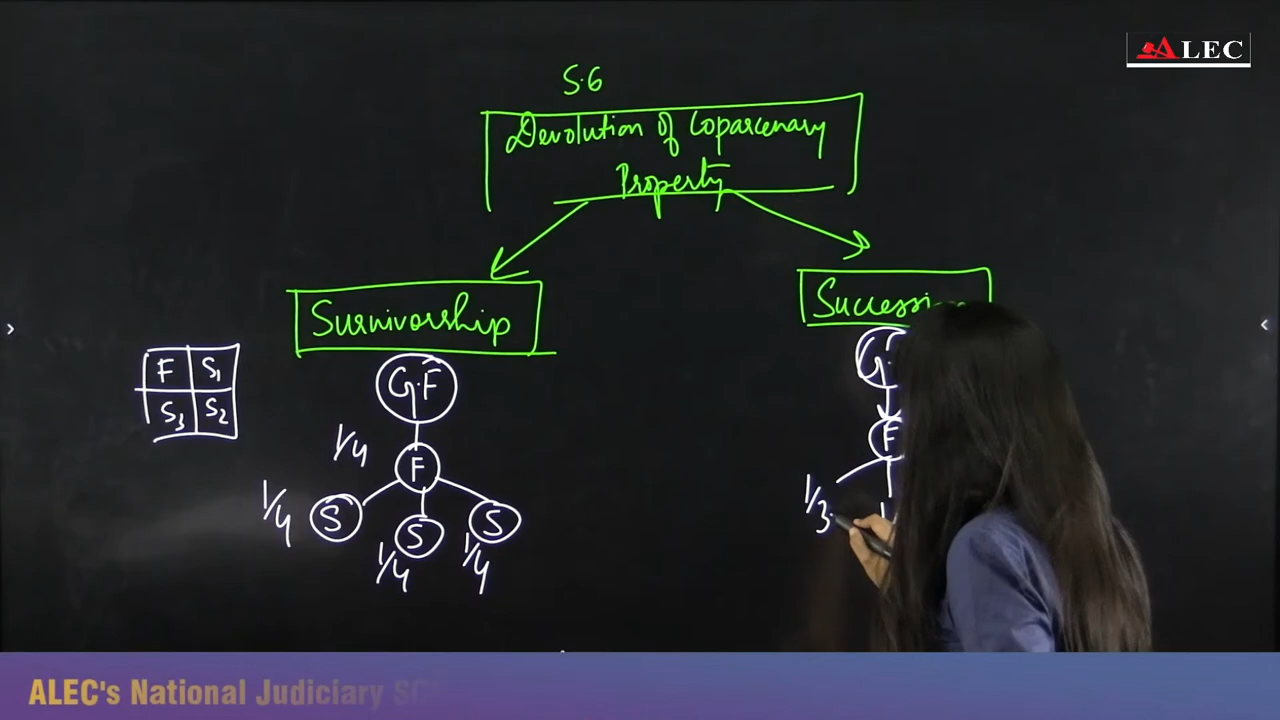 ALEC
S.6
Devolution of Coparcenary
Property
Survivorship
F S1
S3 S2
G.F
1/4
F
1/4
S
S
S
1/4
1/4
G.
F
1/3
ALEC's National Judiciary